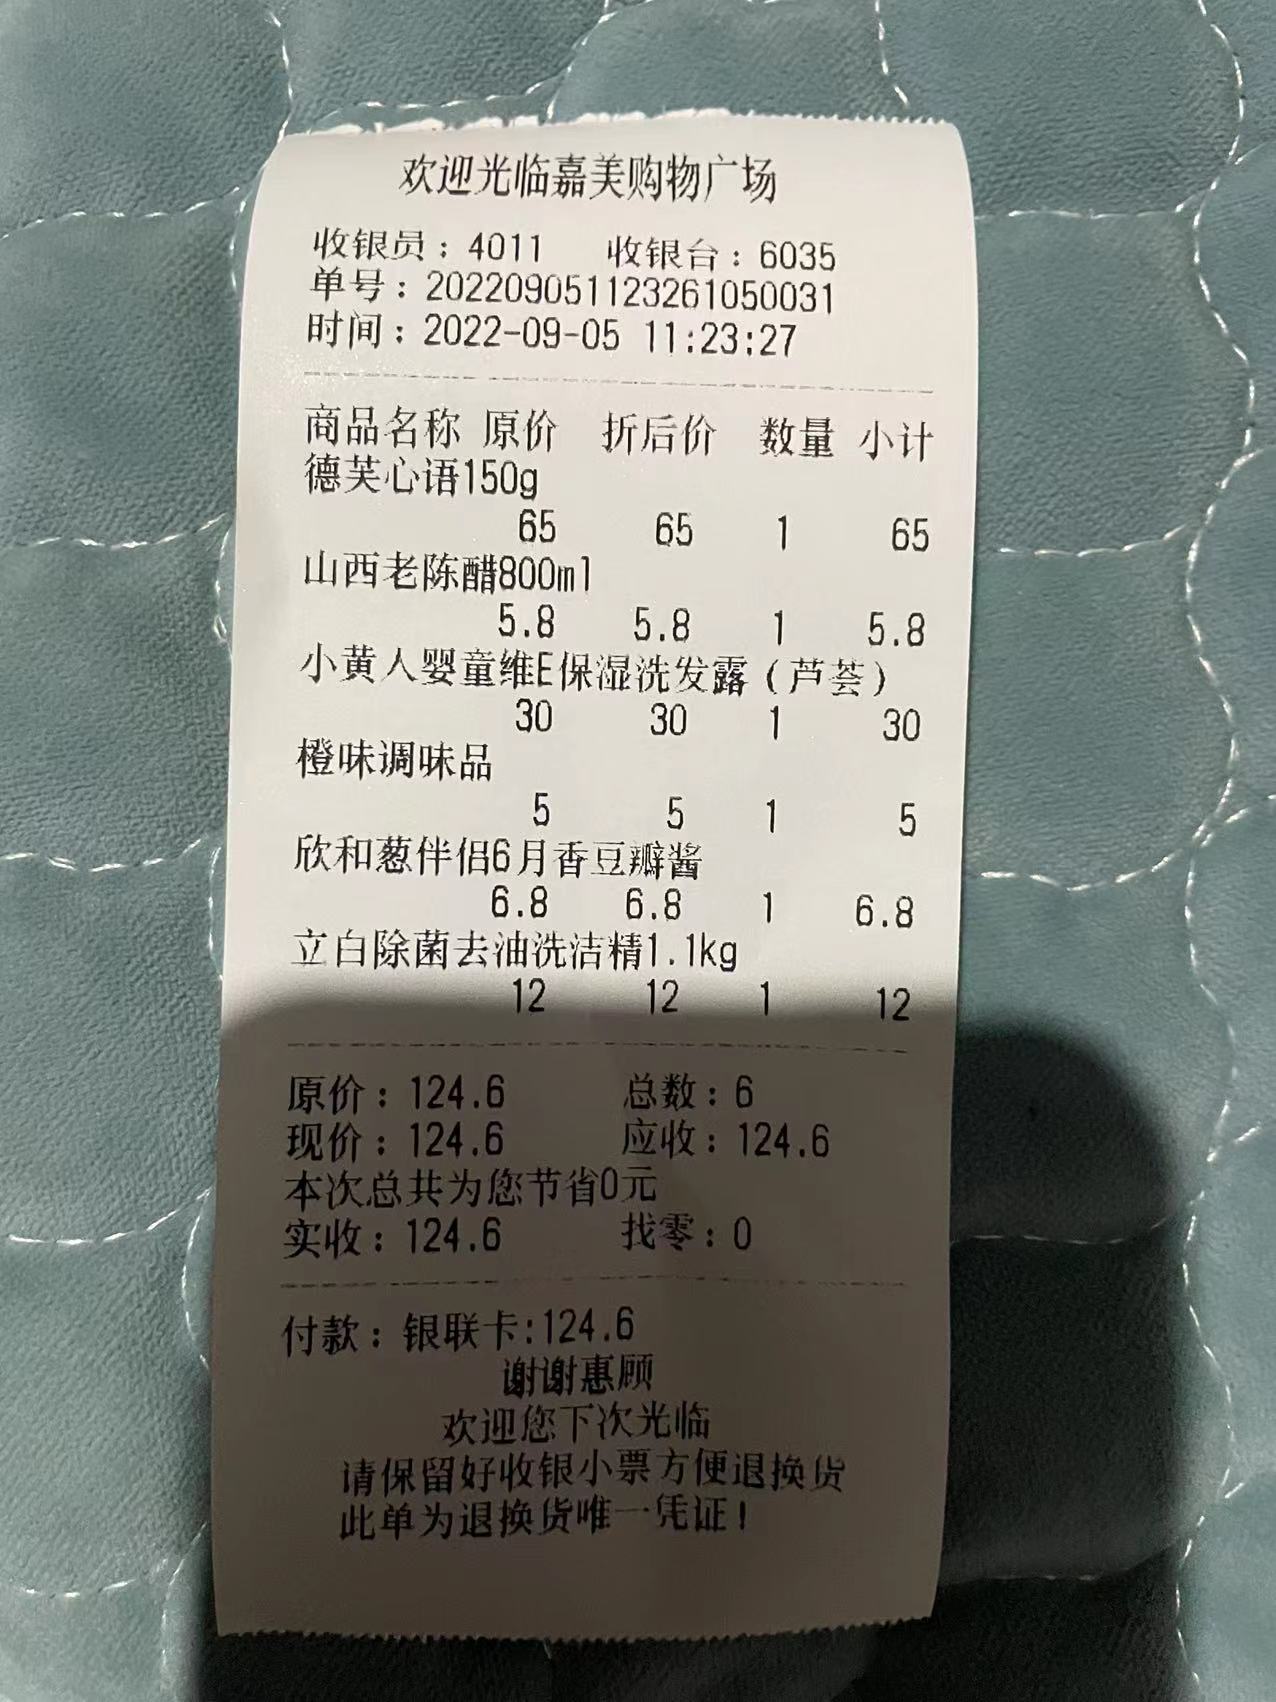 欢迎光临嘉美购物广场
收银员：4011 收银台：6035
单号：202209051123261050031
时间：2022-09-05 11:23:27
商品名称 原价 折后价 数量 小计
德芙心语150g
65 65 1 65
山西老陈醋800ml
5.8 5.8 1 5.8
小黄人婴童维E保湿洗发露（芦荟）
30 30 1 30
橙味调味品
5 5 1 5
欣和葱伴侣6月香豆瓣酱
6.8 6.8 1 6.8
立白除菌去油洗洁精1.1kg
12 12 1 12
原价：124.6 总数：6
现价：124.6 应收：124.6
本次总共为您节省0元
实收：124.6 找零：0
付款：银联卡:124.6
谢谢惠顾
欢迎您下次光临
请保留好收银小票方便退换货
此单为退换货唯一凭证！